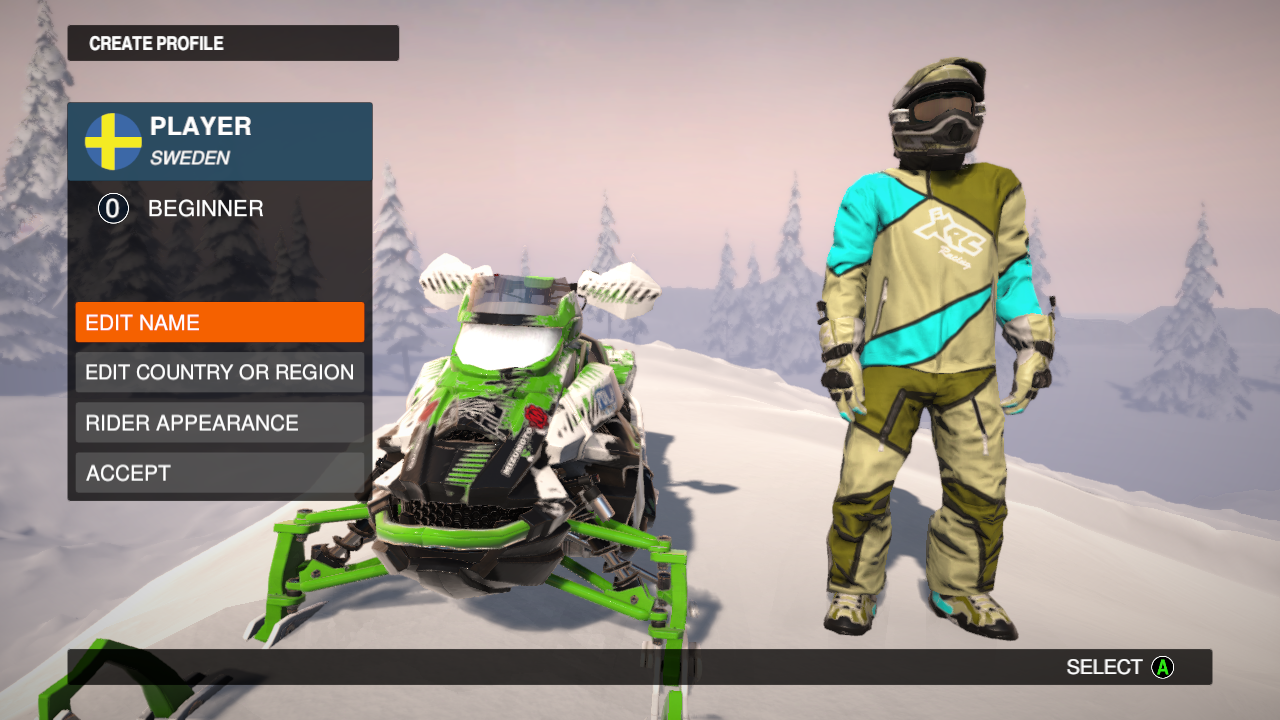 CREATE PROFILE
PLAYER
SWEDEN
0 BEGINNER
EDIT NAME
EDIT COUNTRY OR REGION
RIDER APPEARANCE
ACCEPT
XRC
Racing
SELECT A